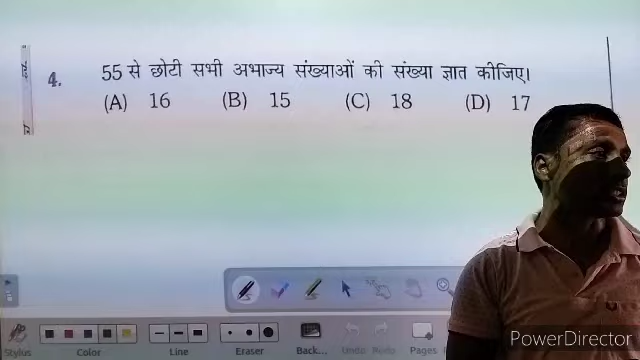 4. 55 से छोटी सभी अभाज्य संख्याओं की संख्या ज्ञात कीजिए।
(A) 16 (B) 15 (C) 18 (D) 17
Stylus Color Line Eraser Back... Undo Redo Pages
PowerDirector